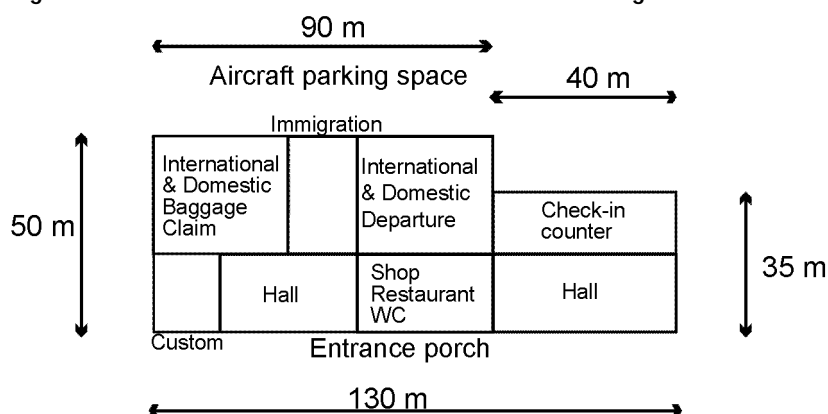 90 m
Aircraft parking space
40 m
Immigration
International
& Domestic
Baggage
Claim
International
& Domestic
Departure
Check-in
counter
50 m
35 m
Hall
Shop
Restaurant
WC
Hall
Custom
Entrance porch
130 m